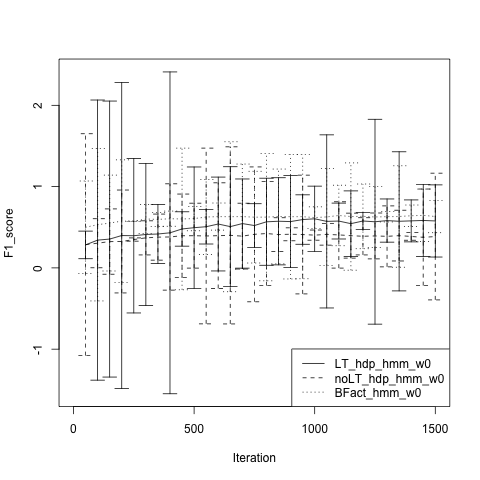 2
1
0
-1
F1_score
LT_hdp_hmm_w0
noLT_hdp_hmm_w0
BFact_hmm_w0
0 500 1000 1500
Iteration